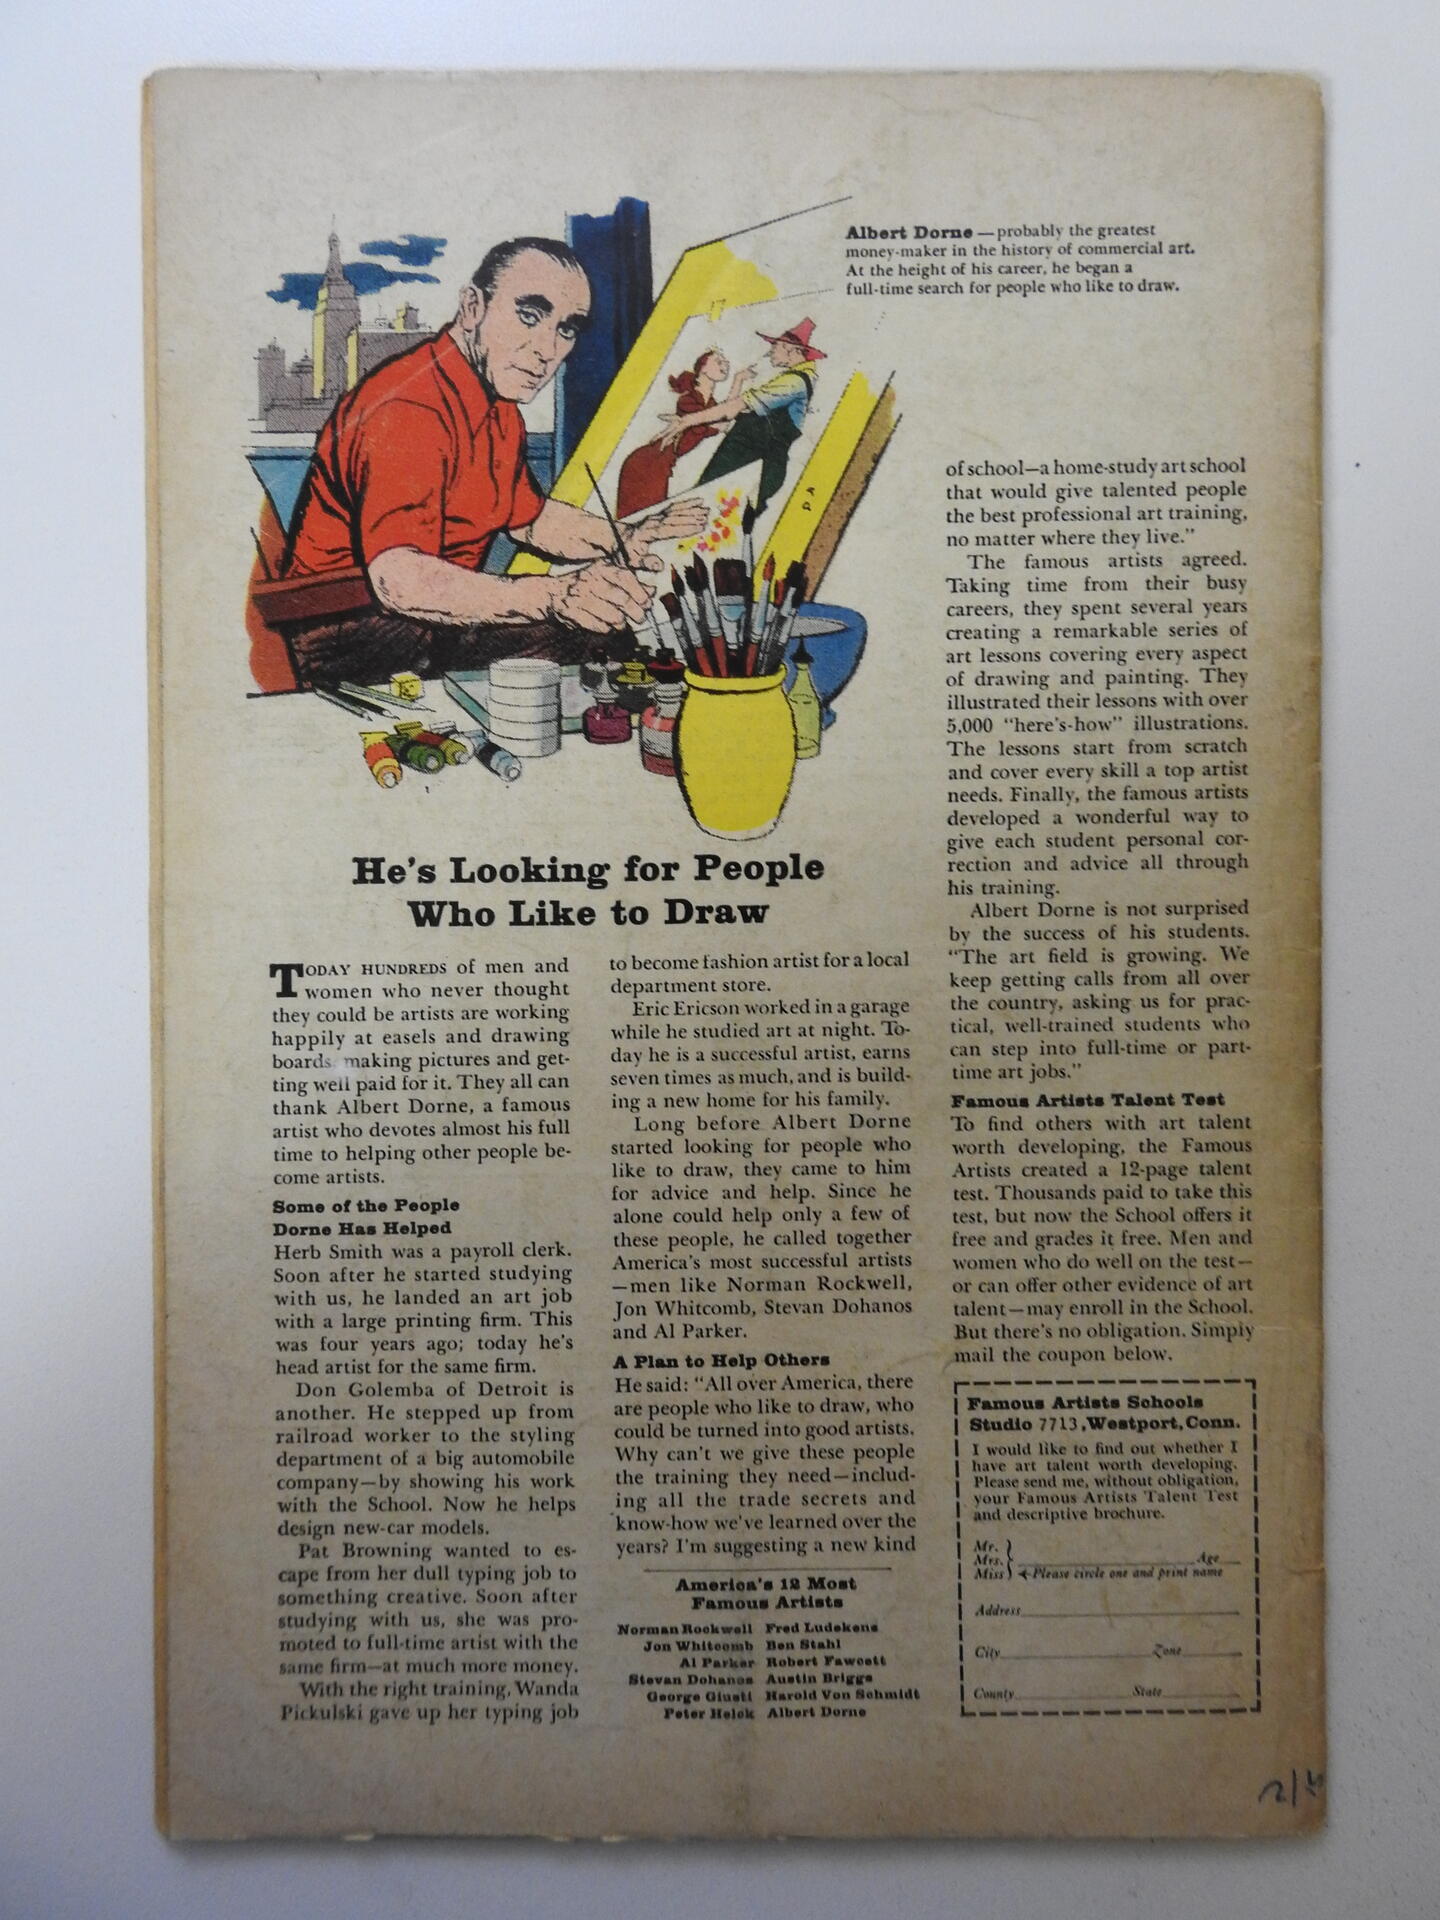 Albert Dorne — probably the greatest
money-maker in the history of commercial art.
At the height of his career, he began a
full-time search for people who like to draw.
He's Looking for People
Who Like to Draw
TODAY HUNDREDS of men and
women who never thought
they could be artists are working
happily at easels and drawing
boards making pictures and get-
ting well paid for it. They all can
thank Albert Dorne, a famous
artist who devotes almost his full
time to helping other people be-
come artists.
Some of the People
Dorne Has Helped
Herb Smith was a payroll clerk.
Soon after he started studying
with us, he landed an art job
with a large printing firm. This
was four years ago; today he's
head artist for the same firm.
Don Golemba of Detroit is
another. He stepped up from
railroad worker to the styling
department of a big automobile
company—by showing his work
with the School. Now he helps
design new-car models.
Pat Browning wanted to es-
cape from her dull typing job to
something creative. Soon after
studying with us, she was pro-
moted to full-time artist with the
same firm—at much more money.
With the right training, Wanda
Pickulski gave up her typing job
to become fashion artist for a local
department store.
Eric Ericson worked in a garage
while he studied art at night. To-
day he is a successful artist, earns
seven times as much, and is build-
ing a new home for his family.
Long before Albert Dorne
started looking for people who
like to draw, they came to him
for advice and help. Since he
alone could help only a few of
these people, he called together
America's most successful artists
—men like Norman Rockwell,
Jon Whitcomb, Stevan Dohanos
and Al Parker.
A Plan to Help Others
He said: "All over America, there
are people who like to draw, who
could be turned into good artists.
Why can't we give these people
the training they need—includ-
ing all the trade secrets and
know-how we've learned over the
years? I'm suggesting a new kind
America's 12 Most
Famous Artists
Norman Rockwell Fred Ludekens
Jon Whitcomb Ben Stahl
Al Parker Robert Fawcett
Stevan Dohanos Austin Briggs
George Giusti Harold Von Schmidt
Peter Helck Albert Dorne
of school—a home-study art school
that would give talented people
the best professional art training,
no matter where they live."
The famous artists agreed.
Taking time from their busy
careers, they spent several years
creating a remarkable series of
art lessons covering every aspect
of drawing and painting. They
illustrated their lessons with over
5,000 "here's-how" illustrations.
The lessons start from scratch
and cover every skill a top artist
needs. Finally, the famous artists
developed a wonderful way to
give each student personal cor-
rection and advice all through
his training.
Albert Dorne is not surprised
by the success of his students.
"The art field is growing. We
keep getting calls from all over
the country, asking us for prac-
tical, well-trained students who
can step into full-time or part-
time art jobs."
Famous Artists Talent Test
To find others with art talent
worth developing, the Famous
Artists created a 12-page talent
test. Thousands paid to take this
test, but now the School offers it
free and grades it free. Men and
women who do well on the test—
or can offer other evidence of art
talent—may enroll in the School.
But there's no obligation. Simply
mail the coupon below.
Famous Artists Schools
Studio 7713, Westport, Conn.
I would like to find out whether I
have art talent worth developing.
Please send me, without obligation,
your Famous Artists Talent Test
and descriptive brochure.
Mr.
Mrs. Age
Miss Please circle one and print name
Address
City Zone
County State